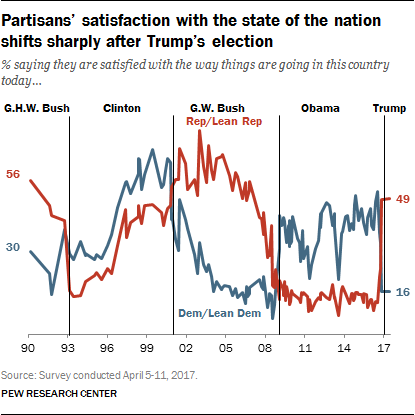 Partisans' satisfaction with the state of the nation
shifts sharply after Trump's election
% saying they are satisfied with the way things are going in this country
today…
G.H.W. Bush Clinton G.W. Bush Obama Trump
Rep/Lean Rep
56
49
30
16
Dem/Lean Dem
90 93 96 99 02 05 08 11 14 17
Source: Survey conducted April 5-11, 2017.
PEW RESEARCH CENTER